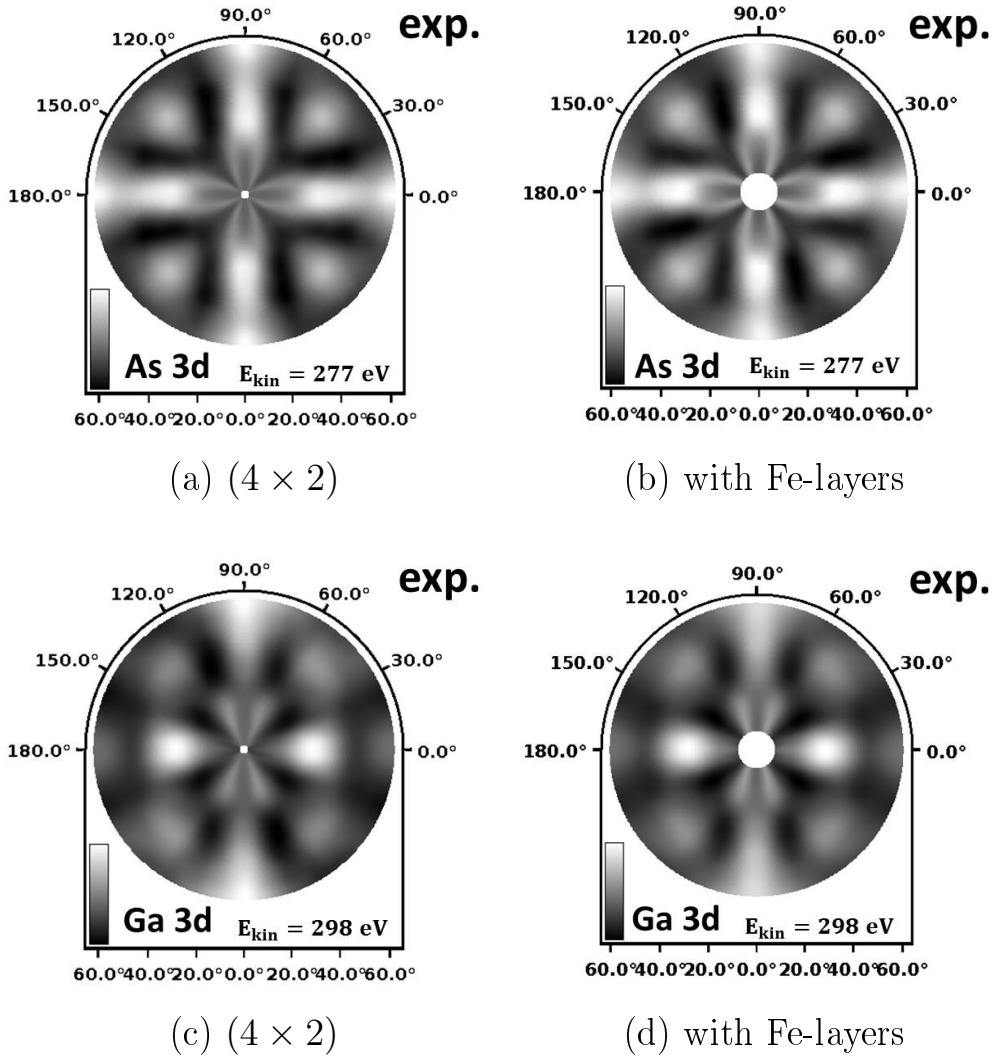 exp. exp.
90.0° 90.0°
120.0° 60.0° 120.0° 60.0°
150.0° 30.0° 150.0° 30.0°
180.0° 0.0° 180.0° 0.0°
As 3d E_kin = 277 eV As 3d E_kin = 277 eV
60.0° 40.0° 20.0° 0.0° 20.0° 40.0° 60.0° 60.0° 40.0° 20.0° 0.0° 20.0° 40.0° 60.0°
(a) (4 × 2) (b) with Fe-layers
exp. exp.
90.0° 90.0°
120.0° 60.0° 120.0° 60.0°
150.0° 30.0° 150.0° 30.0°
180.0° 0.0° 180.0° 0.0°
Ga 3d E_kin = 298 eV Ga 3d E_kin = 298 eV
60.0° 40.0° 20.0° 0.0° 20.0° 40.0° 60.0° 60.0° 40.0° 20.0° 0.0° 20.0° 40.0° 60.0°
(c) (4 × 2) (d) with Fe-layers